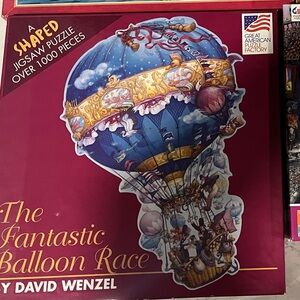 A
SHAPED
JIGSAW PUZZLE
OVER 1000 PIECES
GREAT
AMERICAN
PUZZLE
FACTORY
The
Fantastic
Balloon Race
BY DAVID WENZEL